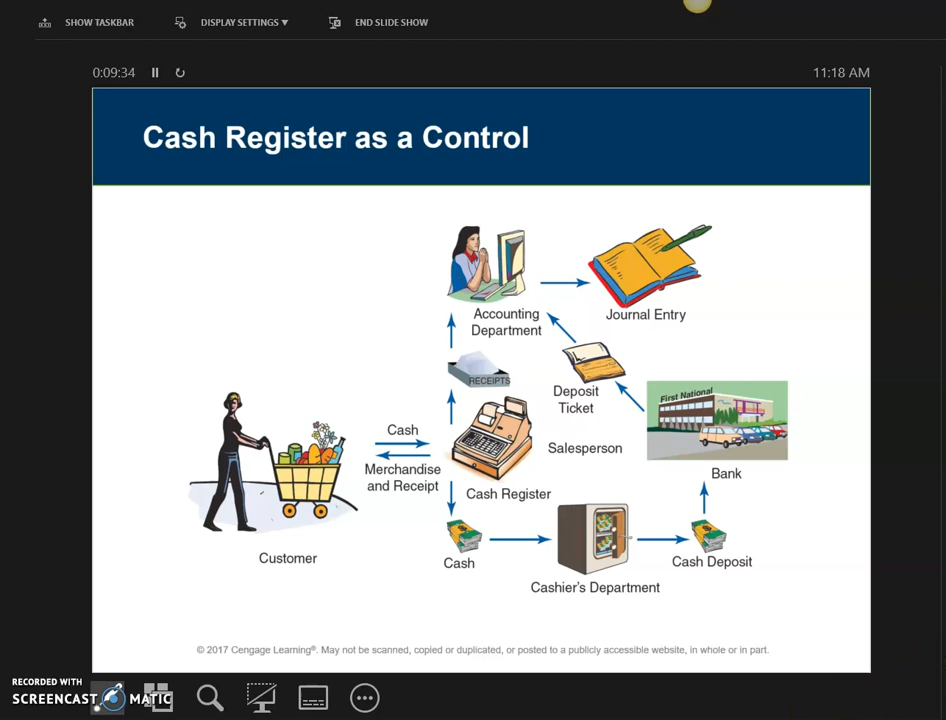 SHOW TASKBAR
DISPLAY SETTINGS ▼
END SLIDE SHOW
0:09:34
11:18 AM
Cash Register as a Control
Accounting
Department
Journal Entry
RECEIPTS
Deposit
Ticket
First National
Bank
Cash
Merchandise
and Receipt
Salesperson
Cash Register
Customer
Cash
Cashier's Department
Cash Deposit
© 2017 Cengage Learning®. May not be scanned, copied or duplicated, or posted to a publicly accessible website, in whole or in part.
RECORDED WITH
SCREENCAST MATIC